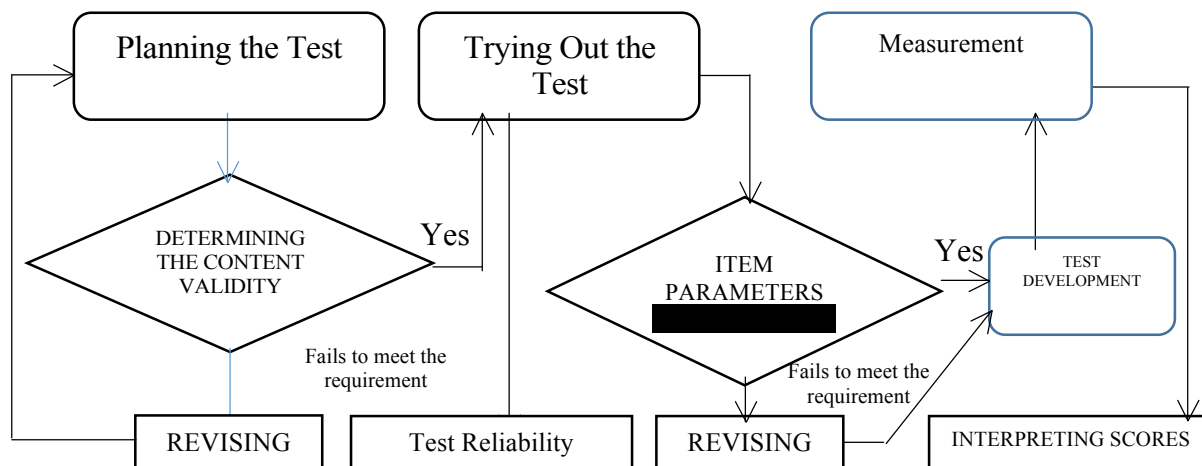 Planning the Test
Trying Out the
Test
Measurement
DETERMINING
THE CONTENT
VALIDITY
Yes
ITEM
PARAMETERS
Yes
TEST
DEVELOPMENT
Fails to meet the
requirement
Fails to meet the
requirement
REVISING
Test Reliability
REVISING
INTERPRETING SCORES